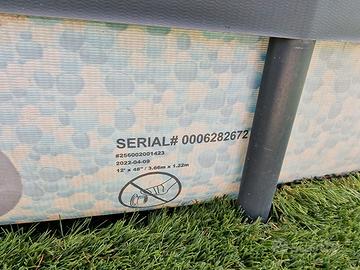 SERIAL# 0006282672
#256002001423
2022-04-09
12' x 48" / 3.66m x 1.22m